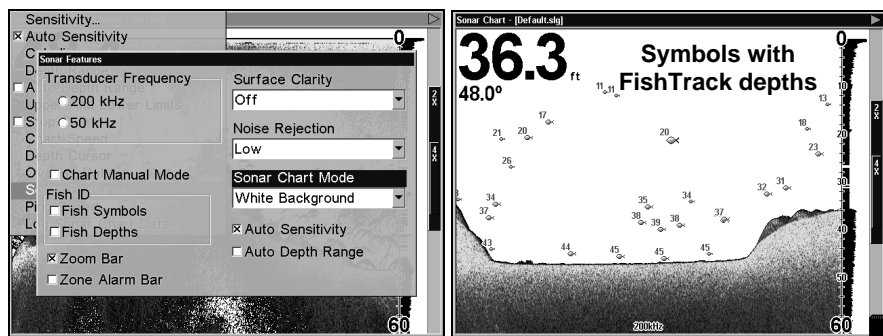 Sensitivity...
Auto Sensitivity
0
Sonar Features
Transducer Frequency
200 kHz
50 kHz
Chart Manual Mode
Fish ID
Fish Symbols
Fish Depths
Zoom Bar
Zone Alarm Bar
Surface Clarity
Off
Noise Rejection
Low
Sonar Chart Mode
White Background
Auto Sensitivity
Auto Depth Range
2X
4X
60
Sonar Chart - [Default.slg]
36.3 ft
48.0º
Symbols with
FishTrack depths
0
11 11
13
17
18
10
21 20 20
23
20
26
32 31
30
34 35 34
37 38 39 38 37
40
43 44 45 45 45
50
200kHz
60
2X
4X